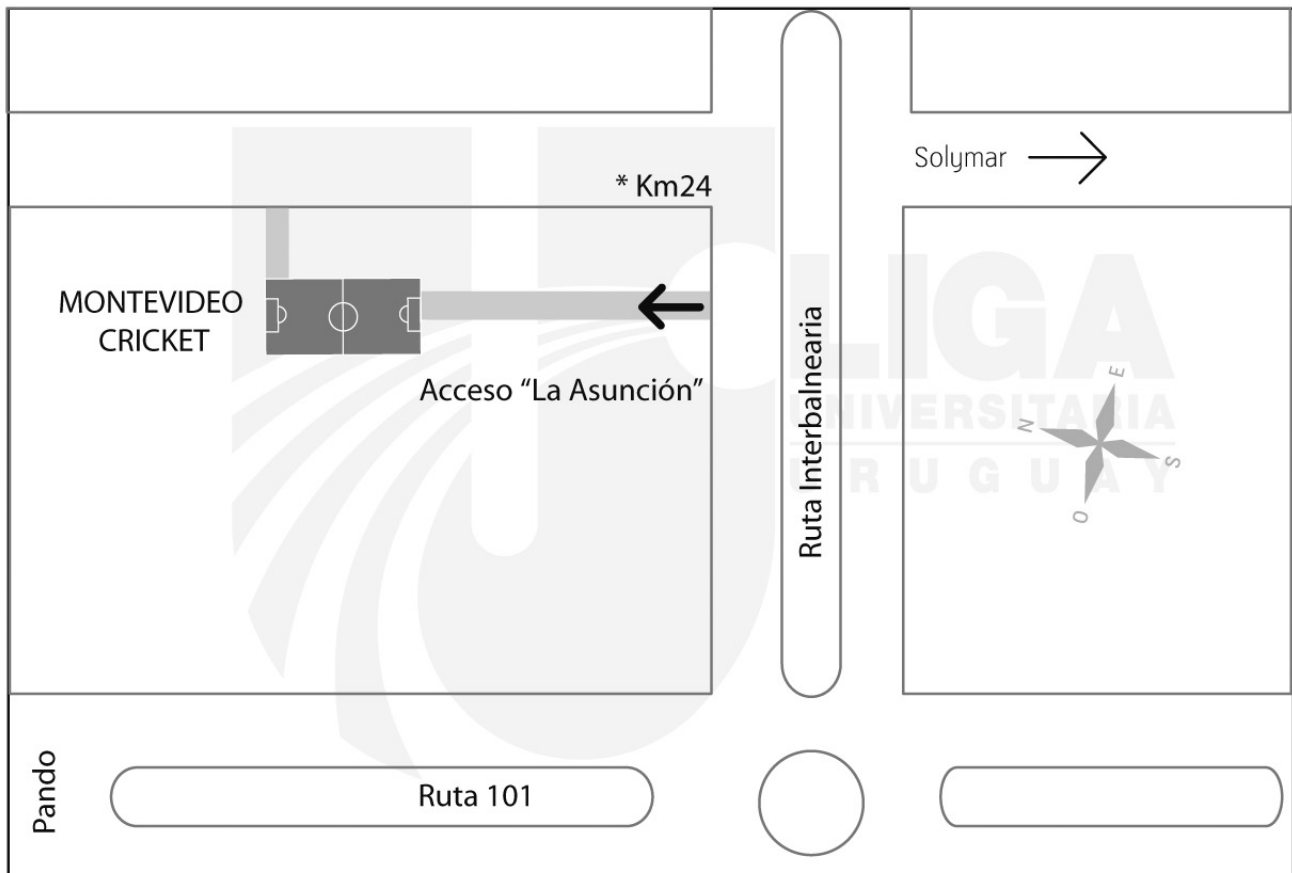 Solymar
* Km24
MONTEVIDEO
CRICKET
Acceso “La Asunción”
Ruta Interbalnearia
LIGA
UNIVERSITARIA
URUGUAY
E
N
S
O
Pando
Ruta 101